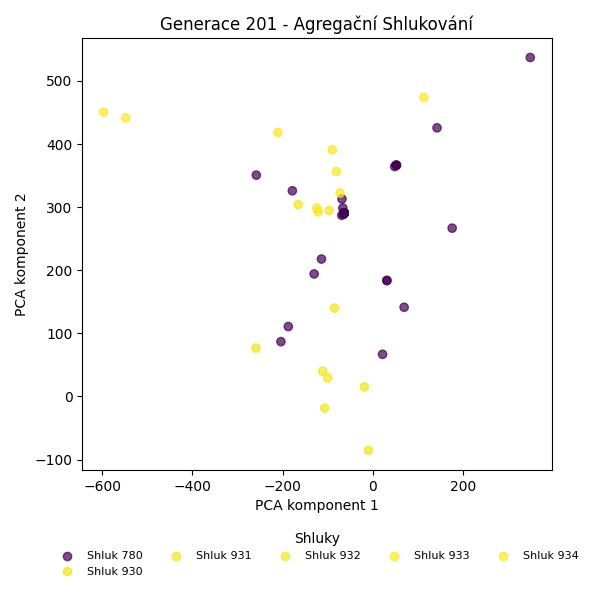 Generace 201 - Agregační Shlukování
PCA komponent 2
500
400
300
200
100
0
−100
−600
−400
−200
0
200
PCA komponent 1
Shluky
Shluk 780
Shluk 931
Shluk 932
Shluk 933
Shluk 934
Shluk 930